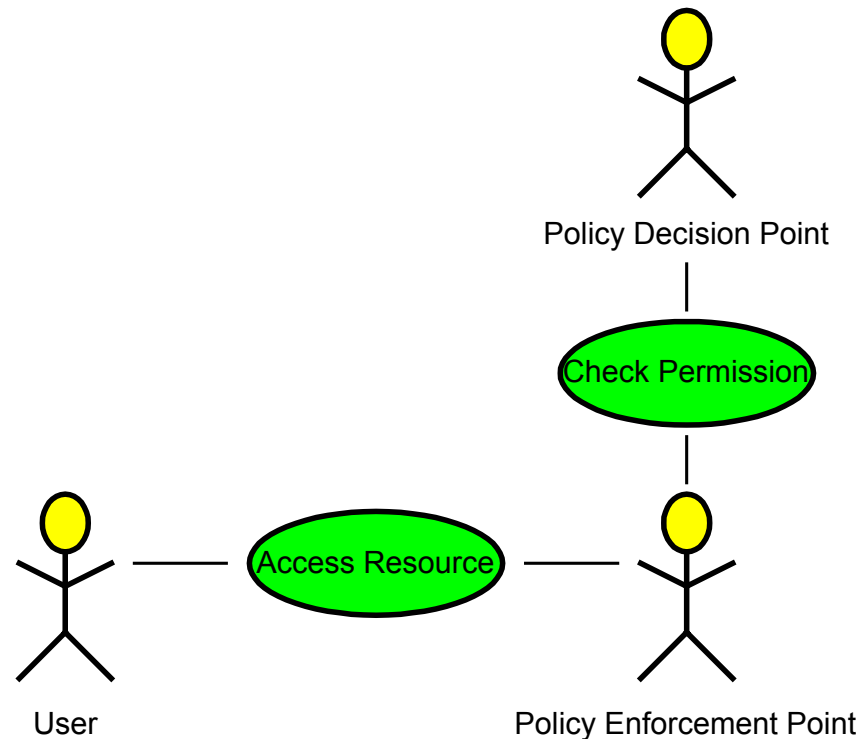 Policy Decision Point
Check Permission
Access Resource
User
Policy Enforcement Point